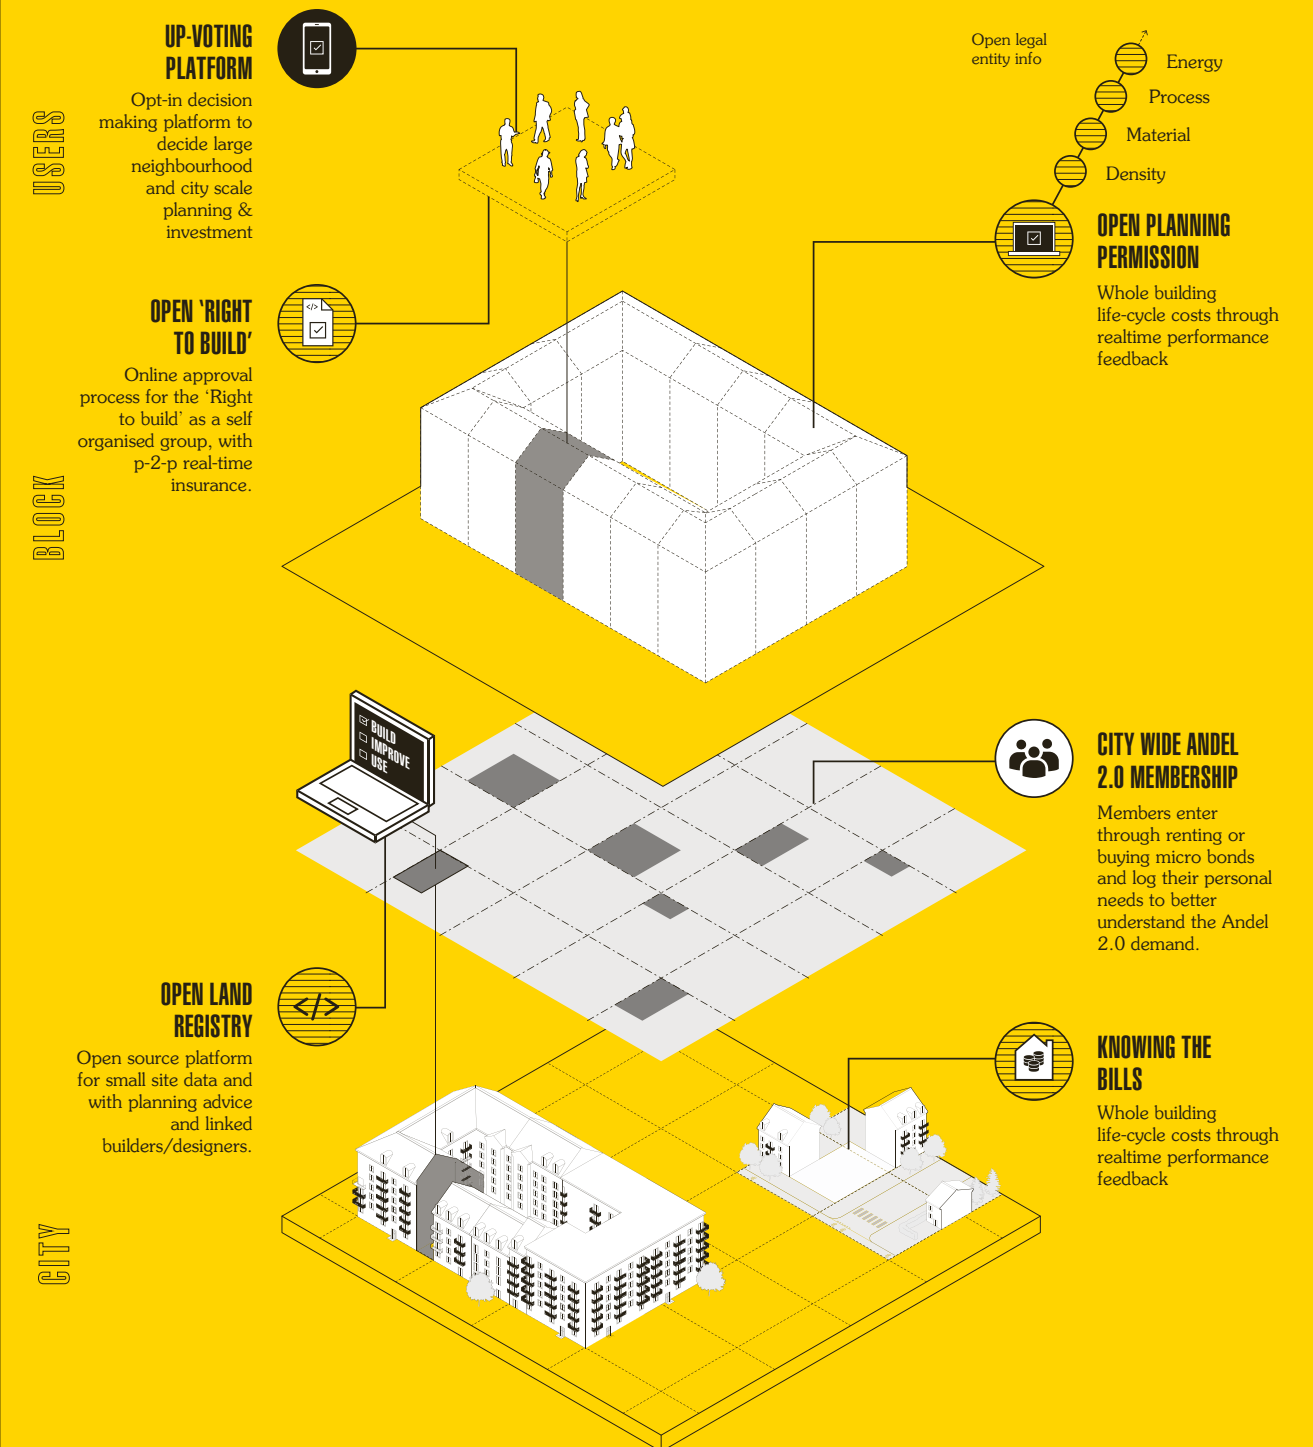 UP-VOTING
PLATFORM
Opt-in decision
making platform to
decide large
neighbourhood
and city scale
planning &
investment
USERS
Open legal
entity info
Energy
Process
Material
Density
OPEN PLANNING
PERMISSION
Whole building
life-cycle costs through
realtime performance
feedback
OPEN ‘RIGHT
TO BUILD’
</>
Online approval
process for the ‘Right
to build’ as a self
organised group, with
p-2-p real-time
insurance.
BLOCK
BUILD
IMPROVE
USE
CITY WIDE ANDEL
2.0 MEMBERSHIP
Members enter
through renting or
buying micro bonds
and log their personal
needs to better
understand the Andel
2.0 demand.
OPEN LAND
REGISTRY
</>
Open source platform
for small site data and
with planning advice
and linked
builders/designers.
KNOWING THE
BILLS
Whole building
life-cycle costs through
realtime performance
feedback
CITY